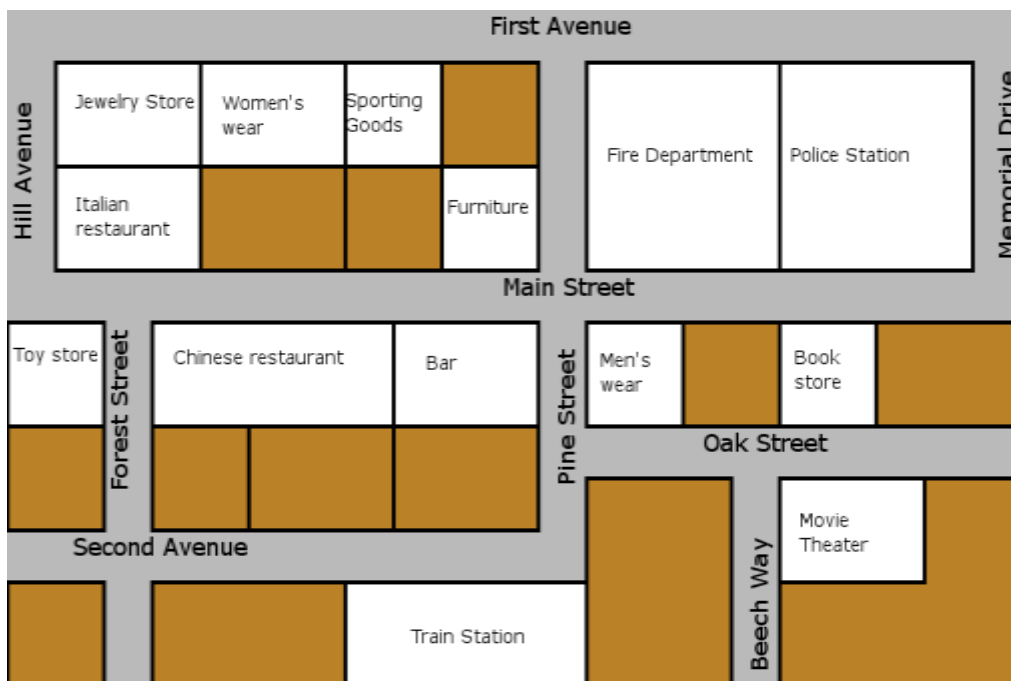 First Avenue
Jewelry Store
Women's
wear
Sporting
Goods
Fire Department
Police Station
Memorial Drive
Hill Avenue
Italian
restaurant
Furniture
Main Street
Toy store
Forest Street
Chinese restaurant
Bar
Pine Street
Men's
wear
Book
store
Oak Street
Second Avenue
Movie
Theater
Beech Way
Train Station